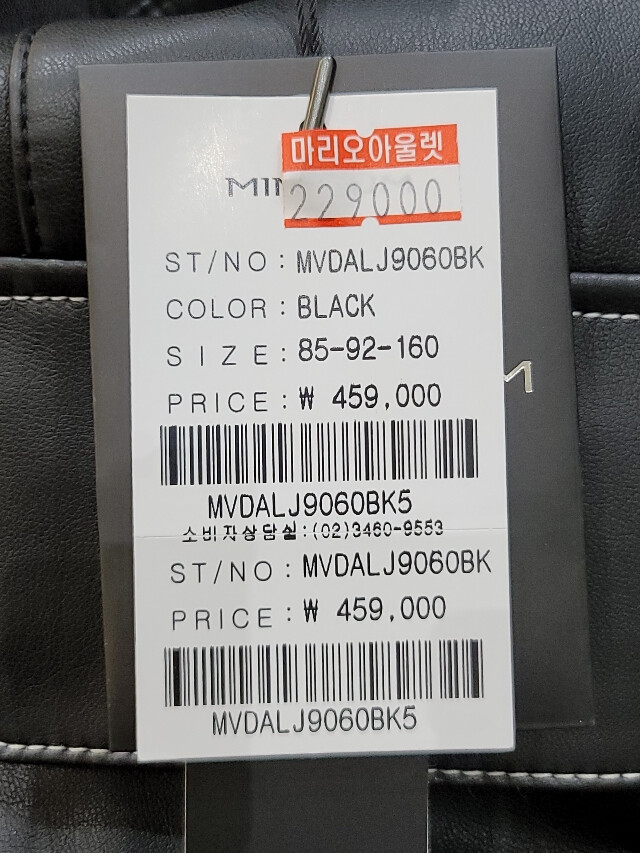 마리오아울렛
229000
ST/NO : MVDALJ9060BK
COLOR : BLACK
SIZE : 85-92-160
PRICE : ₩ 459,000
MVDALJ9060BK5
소비자상담실:(02)3460-9553
ST/NO : MVDALJ9060BK
PRICE : ₩ 459,000
MVDALJ9060BK5